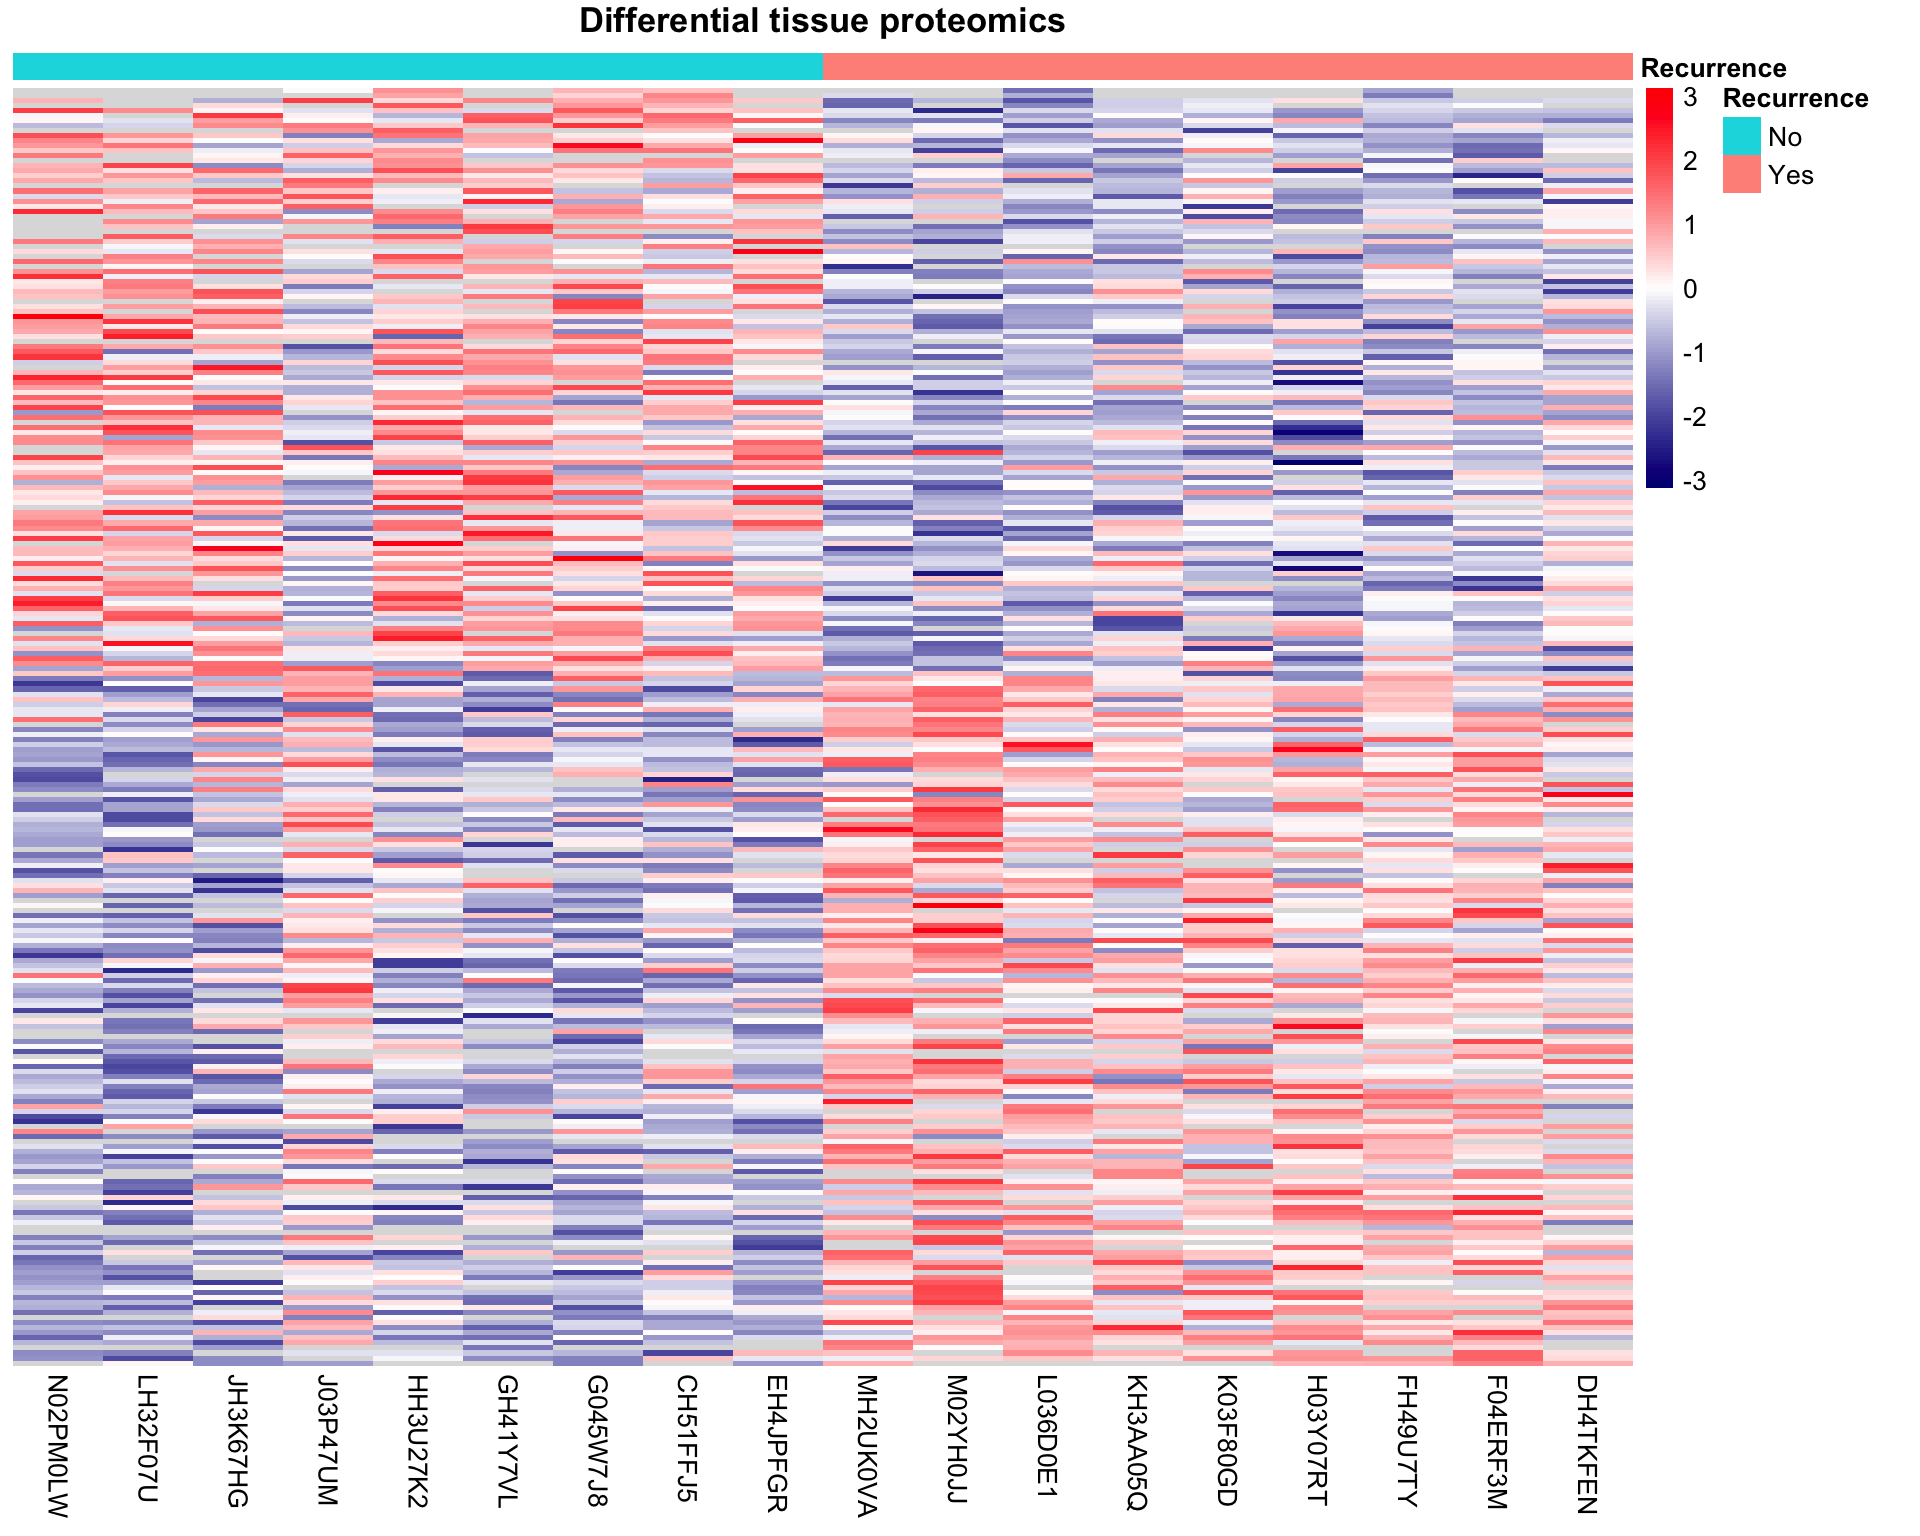 Differential tissue proteomics
Recurrence
3
2
1
0
-1
-2
-3
Recurrence
No
Yes
N02PM0LW
LH32F07U
JH3K67HG
J03P47UM
HH3U27K2
GH41Y7VL
G045W7J8
CH51FFJ5
EH4JPFGR
MH2UK0VA
M02YH0JJ
L036D0E1
KH3AA05Q
K03F80GD
H03Y07RT
FH49U7TY
F04ERF3M
DH4TKFEN